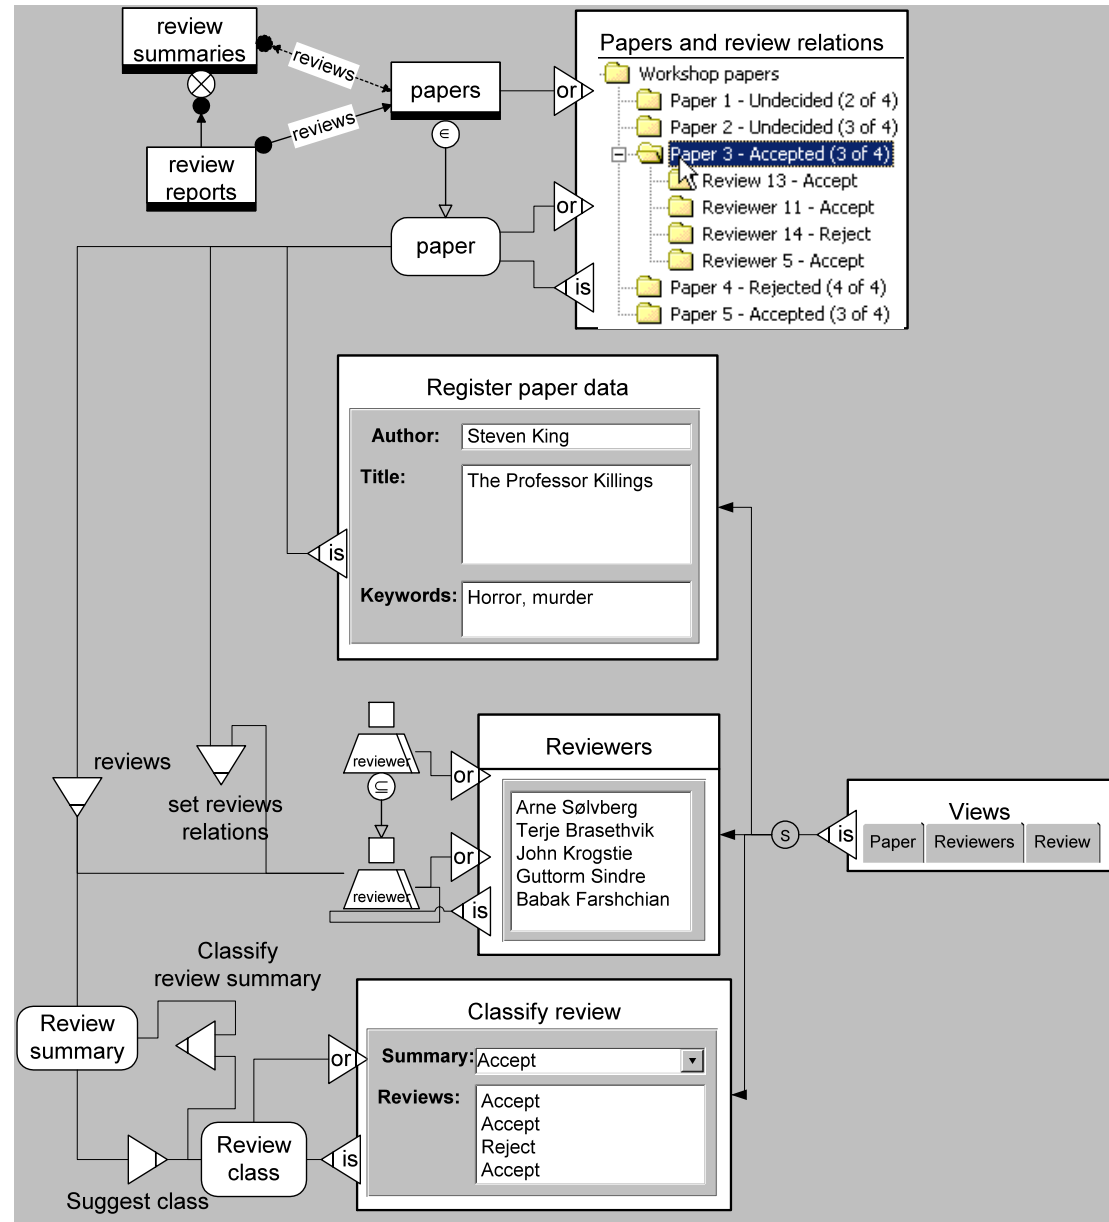 review
summaries
reviews
papers
or
reviews
review
reports
∈
paper
or
is
Papers and review relations
Workshop papers
Paper 1 - Undecided (2 of 4)
Paper 2 - Undecided (3 of 4)
Paper 3 - Accepted (3 of 4)
Review 13 - Accept
Reviewer 11 - Accept
Reviewer 14 - Reject
Reviewer 5 - Accept
Paper 4 - Rejected (4 of 4)
Paper 5 - Accepted (3 of 4)
Register paper data
Author: Steven King
Title: The Professor Killings
is
Keywords: Horror, murder
reviews
set reviews
relations
reviewer
⊆
reviewer
or
or
is
Reviewers
Arne Sølvberg
Terje Brasethvik
John Krogstie
Guttorm Sindre
Babak Farshchian
s
is
Views
Paper Reviewers Review
Classify
review summary
Review
summary
or
Classify review
Summary: Accept
Reviews: Accept
Accept
Reject
Accept
Review
class
is
Suggest class